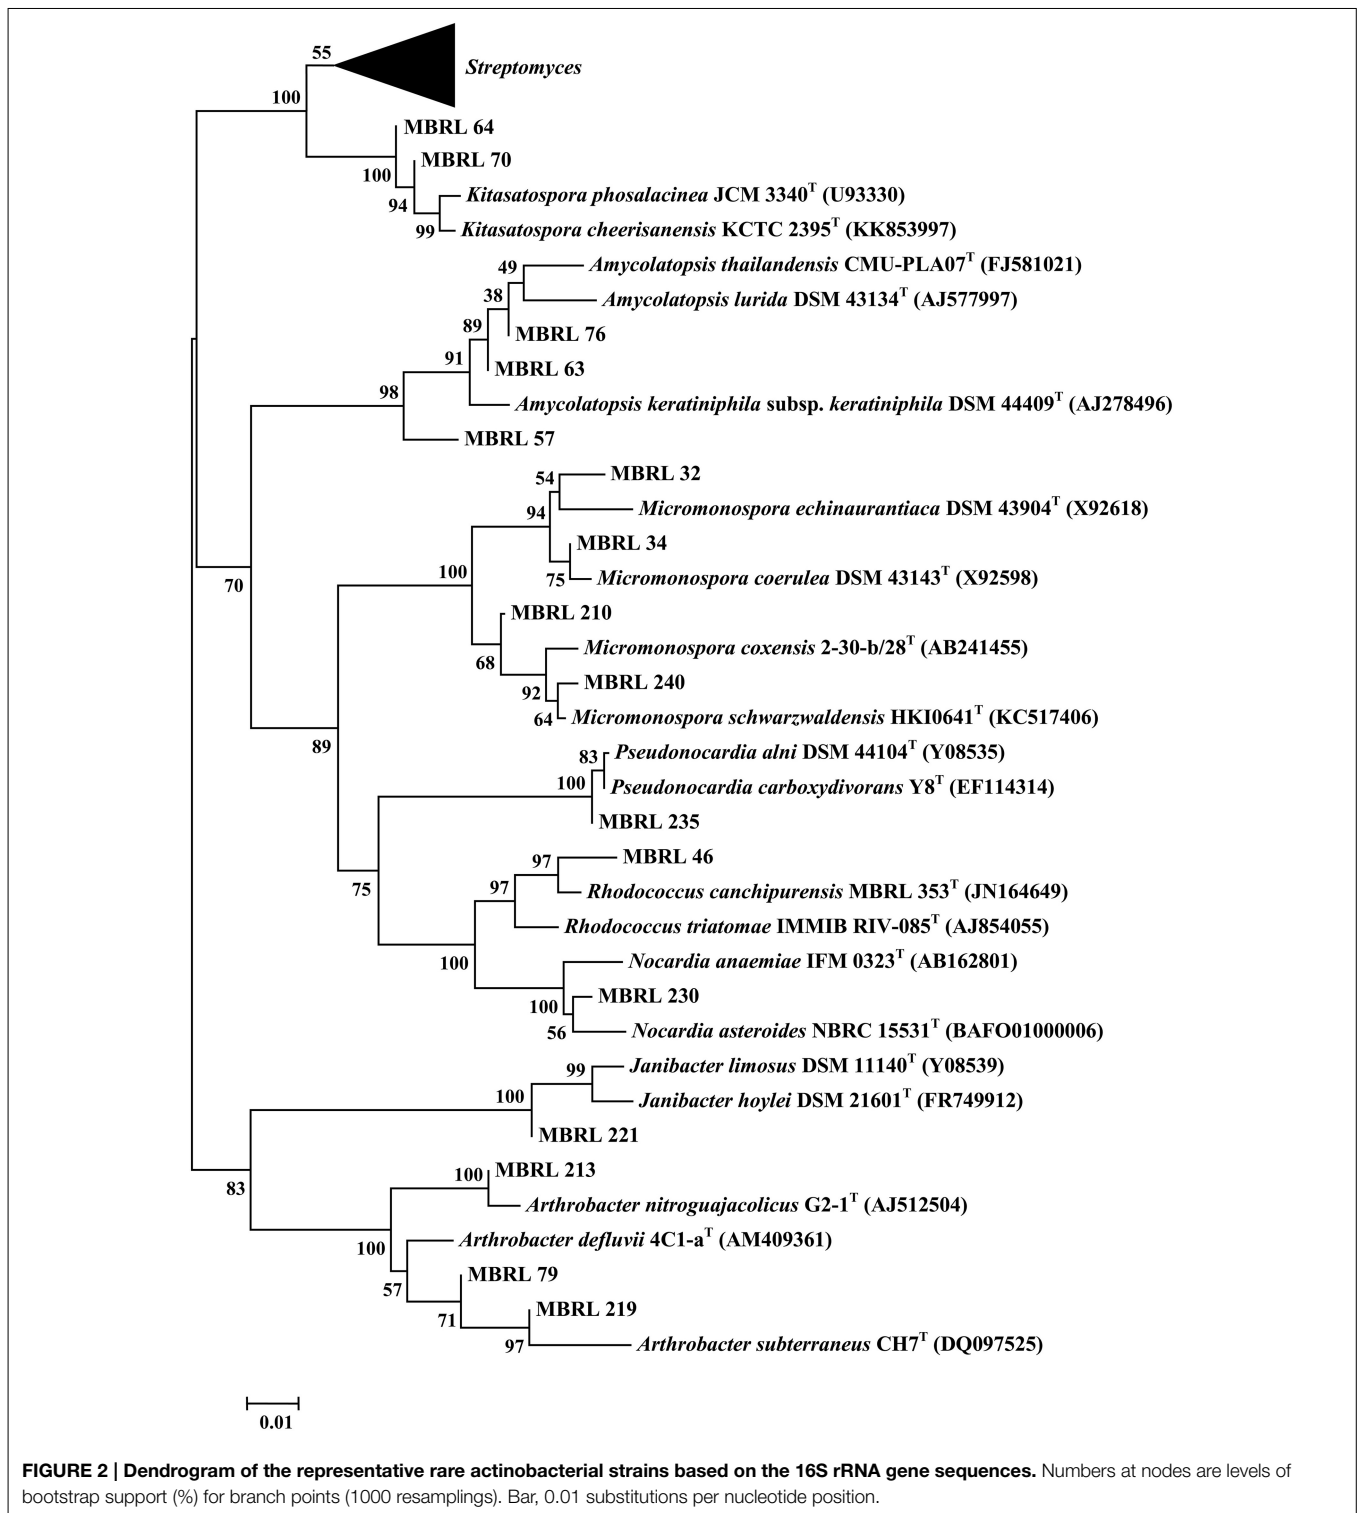 55
Streptomyces
100
MBRL 64
MBRL 70
100
Kitasatospora phosalacinea JCM 3340T (U93330)
94
Kitasatospora cheerisanensis KCTC 2395T (KK853997)
99
Amycolatopsis thailandensis CMU-PLA07T (FJ581021)
49
Amycolatopsis lurida DSM 43134T (AJ577997)
38
MBRL 76
89
MBRL 63
91
98
Amycolatopsis keratiniphila subsp. keratiniphila DSM 44409T (AJ278496)
MBRL 57
MBRL 32
54
Micromonospora echinaurantiaca DSM 43904T (X92618)
94
MBRL 34
100
75
Micromonospora coerulea DSM 43143T (X92598)
70
MBRL 210
Micromonospora coxensis 2-30-b/28T (AB241455)
68
MBRL 240
92
Micromonospora schwarzwaldensis HKI0641T (KC517406)
64
89
Pseudonocardia alni DSM 44104T (Y08535)
83
100
Pseudonocardia carboxydivorans Y8T (EF114314)
MBRL 235
MBRL 46
97
Rhodococcus canchipurensis MBRL 353T (JN164649)
97
75
Rhodococcus triatomae IMMIB RIV-085T (AJ854055)
100
Nocardia anaemiae IFM 0323T (AB162801)
MBRL 230
100
Nocardia asteroides NBRC 15531T (BAFO01000006)
56
Janibacter limosus DSM 11140T (Y08539)
99
100
Janibacter hoylei DSM 21601T (FR749912)
MBRL 221
MBRL 213
100
83
Arthrobacter nitroguajacolicus G2-1T (AJ512504)
Arthrobacter defluvii 4C1-aT (AM409361)
100
MBRL 79
57
MBRL 219
71
Arthrobacter subterraneus CH7T (DQ097525)
97
0.01
FIGURE 2 | Dendrogram of the representative rare actinobacterial strains based on the 16S rRNA gene sequences. Numbers at nodes are levels of
bootstrap support (%) for branch points (1000 resamplings). Bar, 0.01 substitutions per nucleotide position.